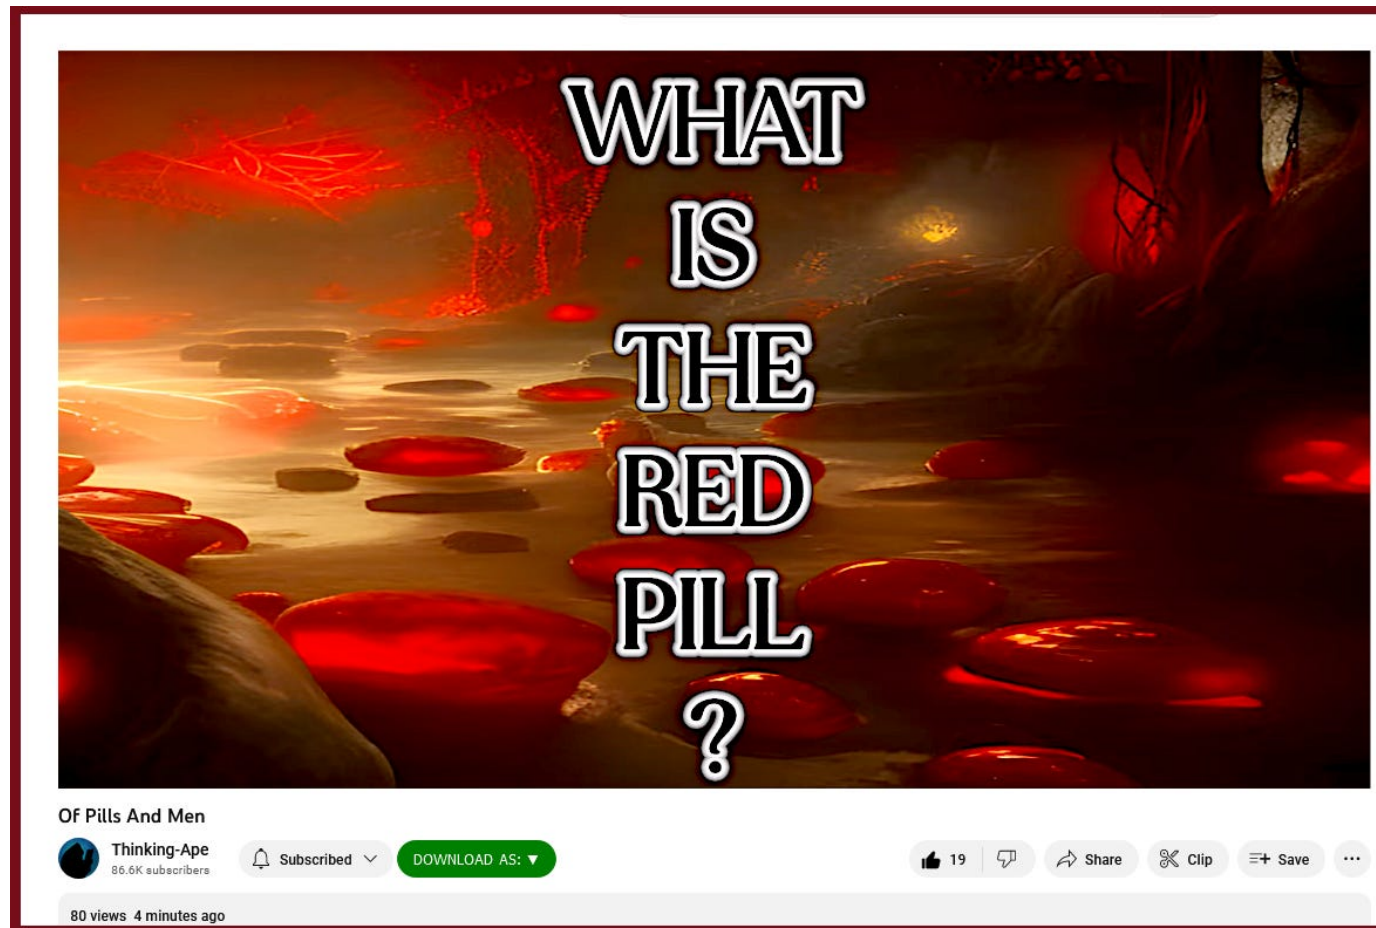 WHAT
IS
THE
RED
PILL
?
Of Pills And Men
Thinking-Ape
86.6K subscribers
Subscribed
DOWNLOAD AS: ▼
19
Share
Clip
Save
80 views 4 minutes ago